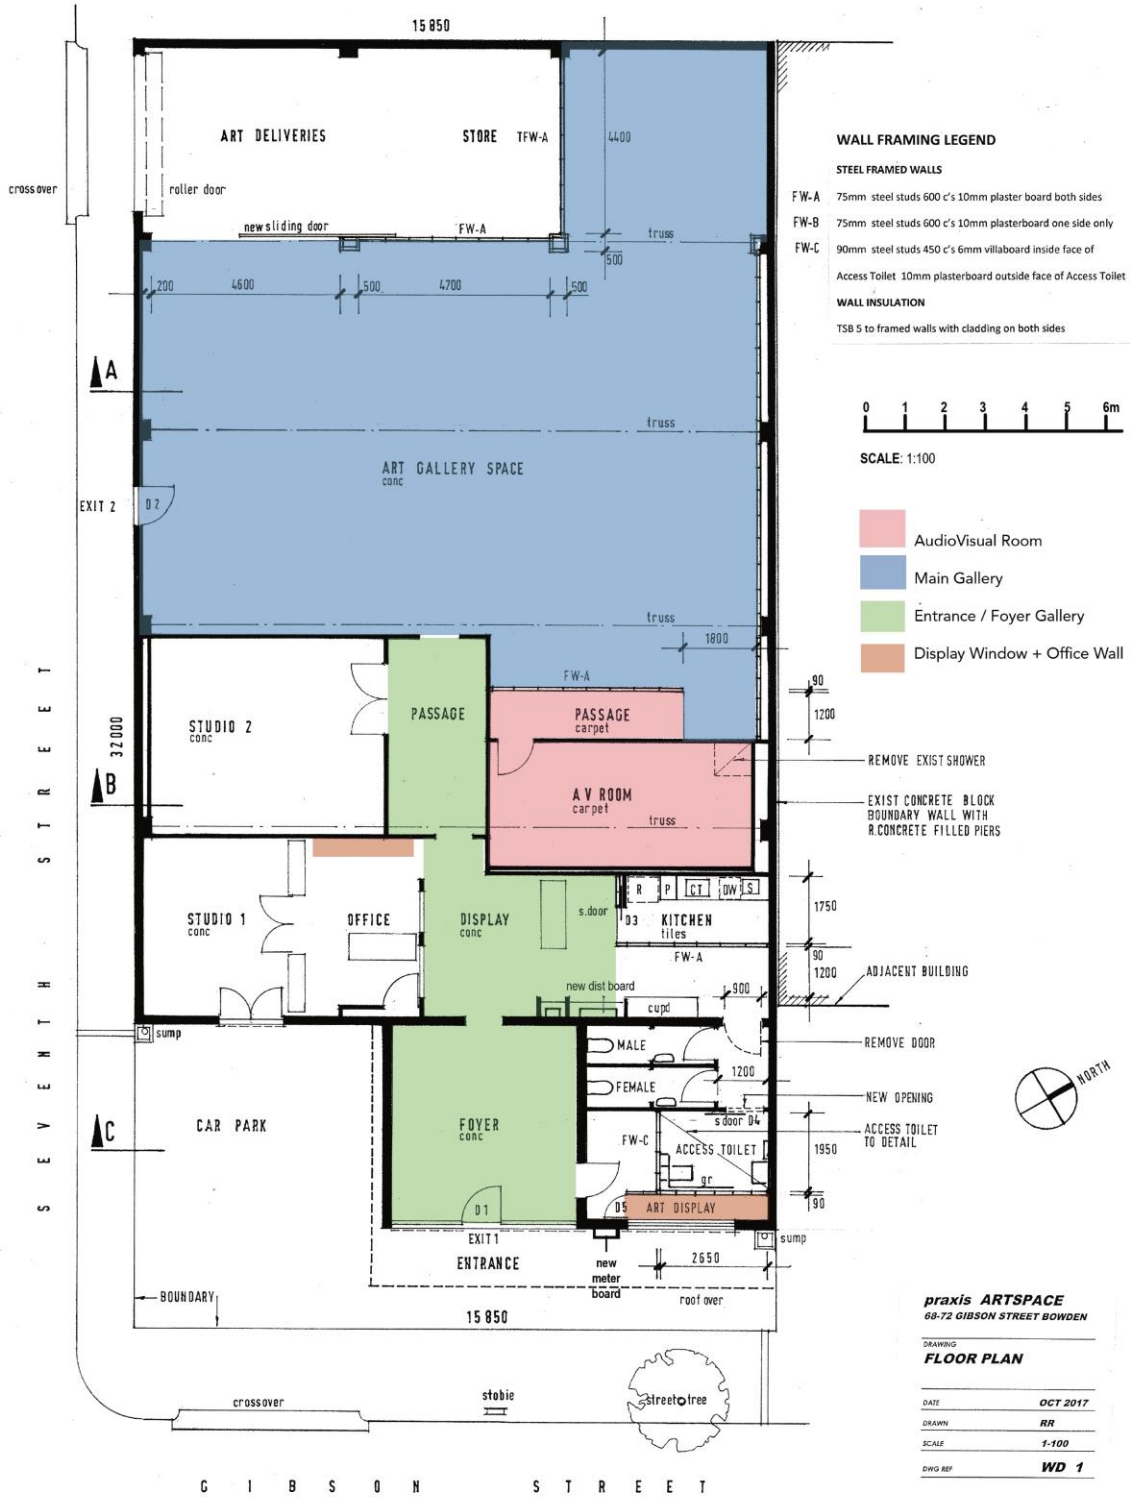 15 850
ART DELIVERIES
STORE TFW-A
4400
crossover
roller door
new sliding door
FW-A
truss
500
200
4600
500
4700
500
WALL FRAMING LEGEND
STEEL FRAMED WALLS
FW-A 75mm steel studs 600 c's 10mm plaster board both sides
FW-B 75mm steel studs 600 c's 10mm plasterboard one side only
FW-C 90mm steel studs 450 c's 6mm villaboard inside face of
Access Toilet 10mm plasterboard outside face of Access Toilet
WALL INSULATION
TSB 5 to framed walls with cladding on both sides
A
truss
0 1 2 3 4 5 6m
SCALE: 1:100
ART GALLERY SPACE
conc
EXIT 2
D2
AudioVisual Room
Main Gallery
Entrance / Foyer Gallery
Display Window + Office Wall
truss
1800
FW-A
90
1200
STUDIO 2
conc
PASSAGE
PASSAGE
carpet
32000
REMOVE EXIST SHOWER
B
A V ROOM
carpet
truss
EXIST CONCRETE BLOCK
BOUNDARY WALL WITH
R.CONCRETE FILLED PIERS
R P CT DW S
1750
STUDIO 1
conc
OFFICE
DISPLAY
conc
s.door
D3
KITCHEN
tiles
FW-A
90
1200
ADJACENT BUILDING
900
new dist board
cupd
sump
MALE
REMOVE DOOR
FEMALE
1200
NEW OPENING
NORTH
C
CAR PARK
FOYER
conc
s door D4
FW-C
ACCESS TOILET
ACCESS TOILET
TO DETAIL
1950
gr
90
D1
D5
ART DISPLAY
EXIT 1
ENTRANCE
new
meter
board
sump
2650
roof over
BOUNDARY
15 850
SEVENTH STREET
praxis ARTSPACE
68-72 GIBSON STREET BOWDEN
DRAWING
FLOOR PLAN
DATE OCT 2017
DRAWN RR
SCALE 1-100
DWG REF WD 1
crossover
stobie
street tree
GIBSON STREET